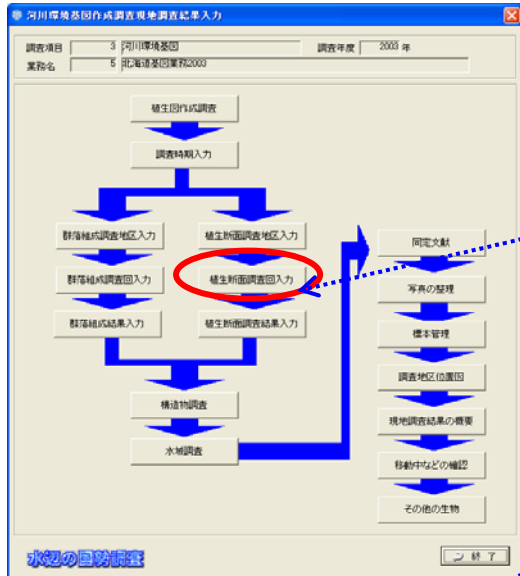 河川環境基図作成調査現地調査結果入力
調査項目 3 河川環境基図 調査年度 2003 年
業務名 5 北海道基図業務2003
植生図作成調査
調査時期入力
群落組成調査地区入力
植生断面調査地区入力
群落組成調査回入力
植生断面調査回入力
群落組成結果入力
植生断面調査結果入力
構造物調査
水域調査
同定文献
写真の整理
標本管理
調査地区位置図
現地調査結果の概要
移動中などの確認
その他の生物
水辺の国勢調査
終了